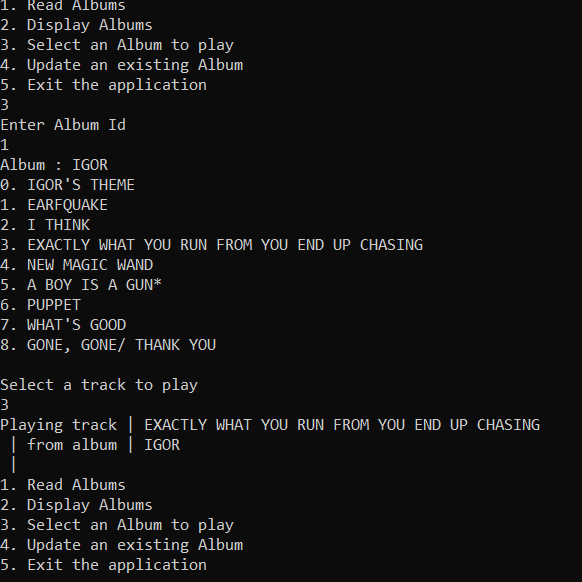 1. Read Albums
2. Display Albums
3. Select an Album to play
4. Update an existing Album
5. Exit the application
3
Enter Album Id
1
Album : IGOR
0. IGOR'S THEME
1. EARFQUAKE
2. I THINK
3. EXACTLY WHAT YOU RUN FROM YOU END UP CHASING
4. NEW MAGIC WAND
5. A BOY IS A GUN*
6. PUPPET
7. WHAT'S GOOD
8. GONE, GONE/ THANK YOU

Select a track to play
3
Playing track | EXACTLY WHAT YOU RUN FROM YOU END UP CHASING
 | from album | IGOR
 |
1. Read Albums
2. Display Albums
3. Select an Album to play
4. Update an existing Album
5. Exit the application